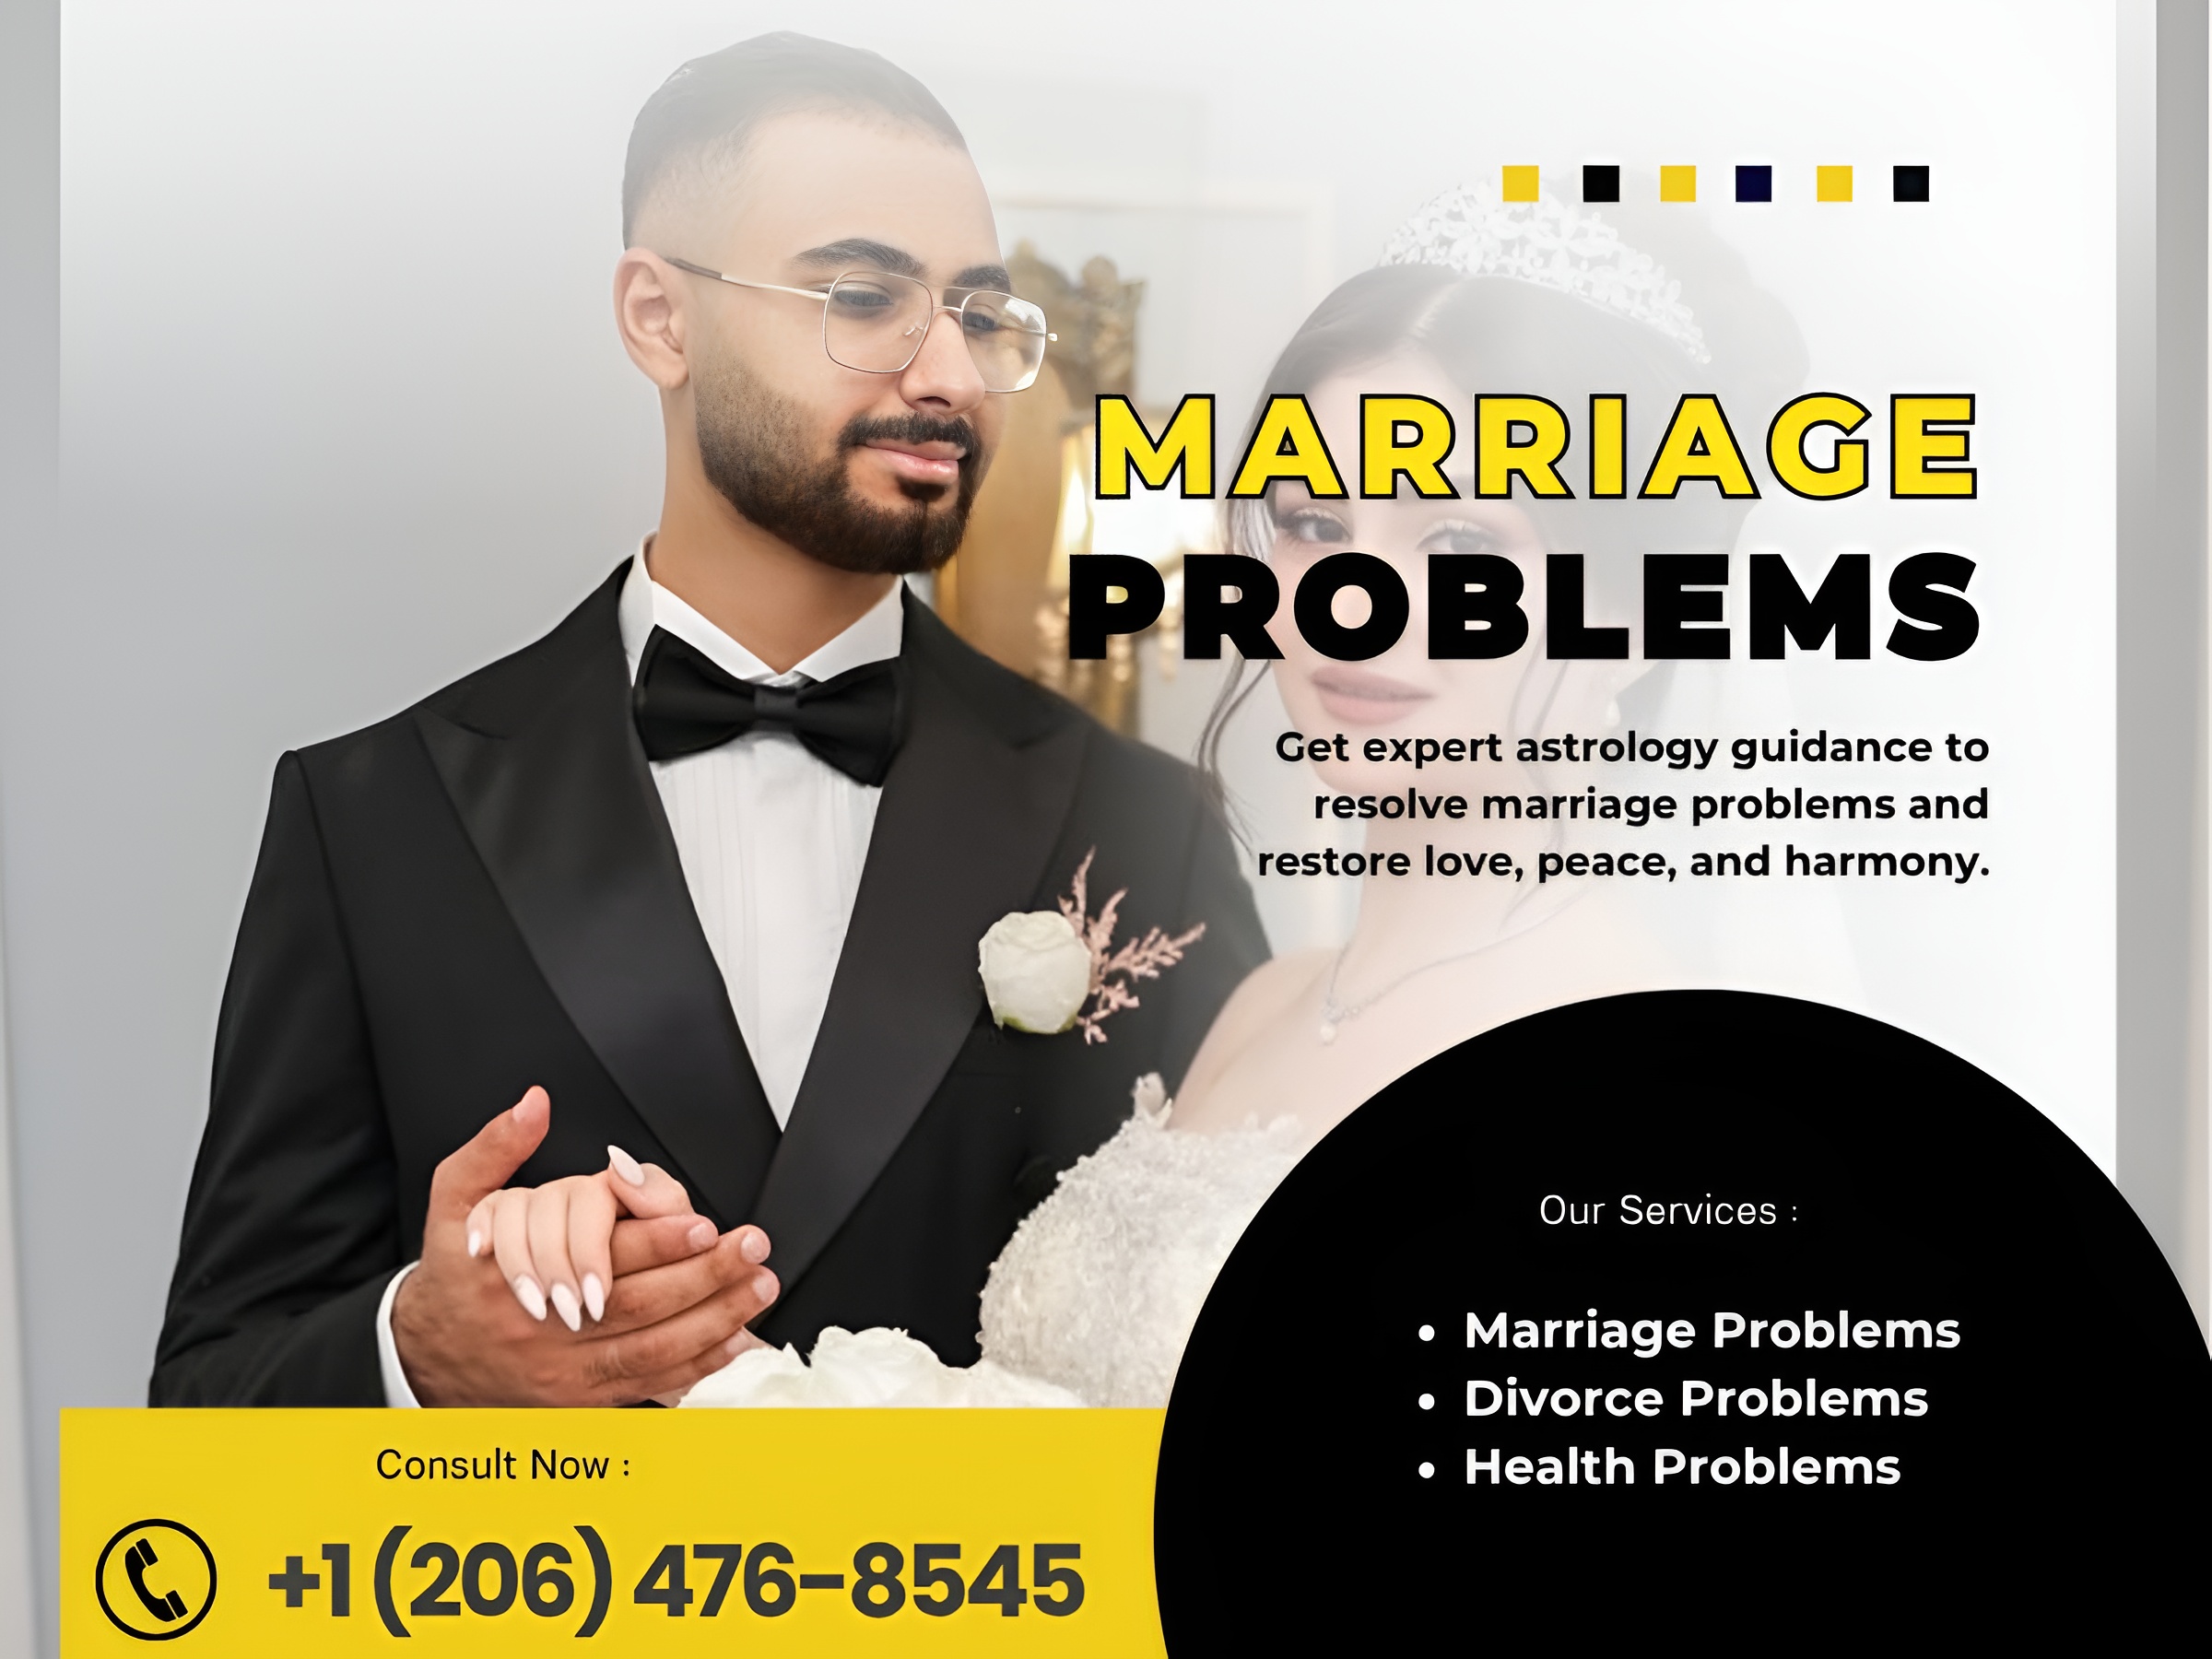 MARRIAGE
PROBLEMS
Get expert astrology guidance to
resolve marriage problems and
restore love, peace, and harmony.
Our Services :
• Marriage Problems
• Divorce Problems
• Health Problems
Consult Now :
+1 (206) 476-8545